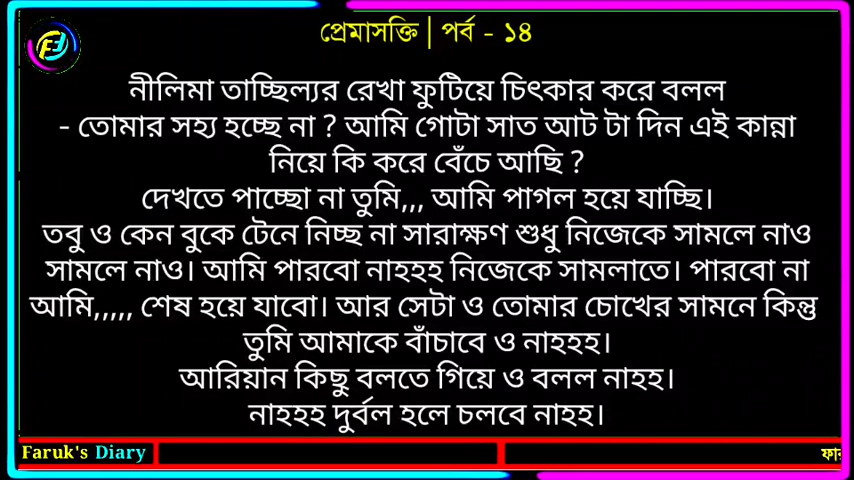 প্রেমাসক্তি | পর্ব - ১৪
নীলিমা তাচ্ছিল্যর রেখা ফুটিয়ে চিৎকার করে বলল
- তোমার সহ্য হচ্ছে না ? আমি গোটা সাত আট টা দিন এই কান্না
নিয়ে কি করে বেঁচে আছি ?
দেখতে পাচ্ছো না তুমি,,, আমি পাগল হয়ে যাচ্ছি।
তবু ও কেন বুকে টেনে নিচ্ছ না সারাক্ষণ শুধু নিজেকে সামলে নাও
সামলে নাও। আমি পারবো নাহহহ নিজেকে সামলাতে। পারবো না
আমি,,,,, শেষ হয়ে যাবো। আর সেটা ও তোমার চোখের সামনে কিন্তু
তুমি আমাকে বাঁচাবে ও নাহহহ।
আরিয়ান কিছু বলতে গিয়ে ও বলল নাহহ।
নাহহহ দুর্বল হলে চলবে নাহহ।
Faruk's Diary